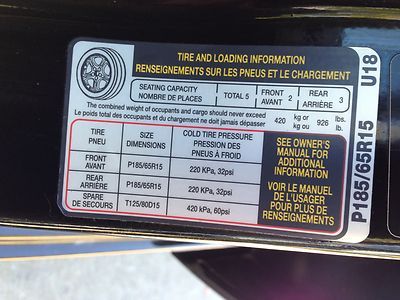 TIRE AND LOADING INFORMATION
RENSEIGNEMENTS SUR LES PNEUS ET LE CHARGEMENT
SEATING CAPACITY
NOMBRE DE PLACES
TOTAL 5
FRONT
AVANT 2
REAR
ARRIÈRE 3
The combined weight of occupants and cargo should never exceed
Le poids total des occupants et du chargement ne doit jamais dépasser
420 kg or
kg ou
926 lbs.
lb.
TIRE
PNEU
SIZE
DIMENSIONS
COLD TIRE PRESSURE
PRESSION DES
PNEUS À FROID
FRONT
AVANT
P185/65R15
220 kPa, 32psi
REAR
ARRIÈRE
P185/65R15
220 kPa, 32psi
SPARE
DE SECOURS
T125/80D15
420 kPa, 60psi
SEE OWNER'S
MANUAL FOR
ADDITIONAL
INFORMATION
VOIR LE MANUEL
DE L'USAGER
POUR PLUS DE
RENSEIGNEMENTS
P185/65R15 U18